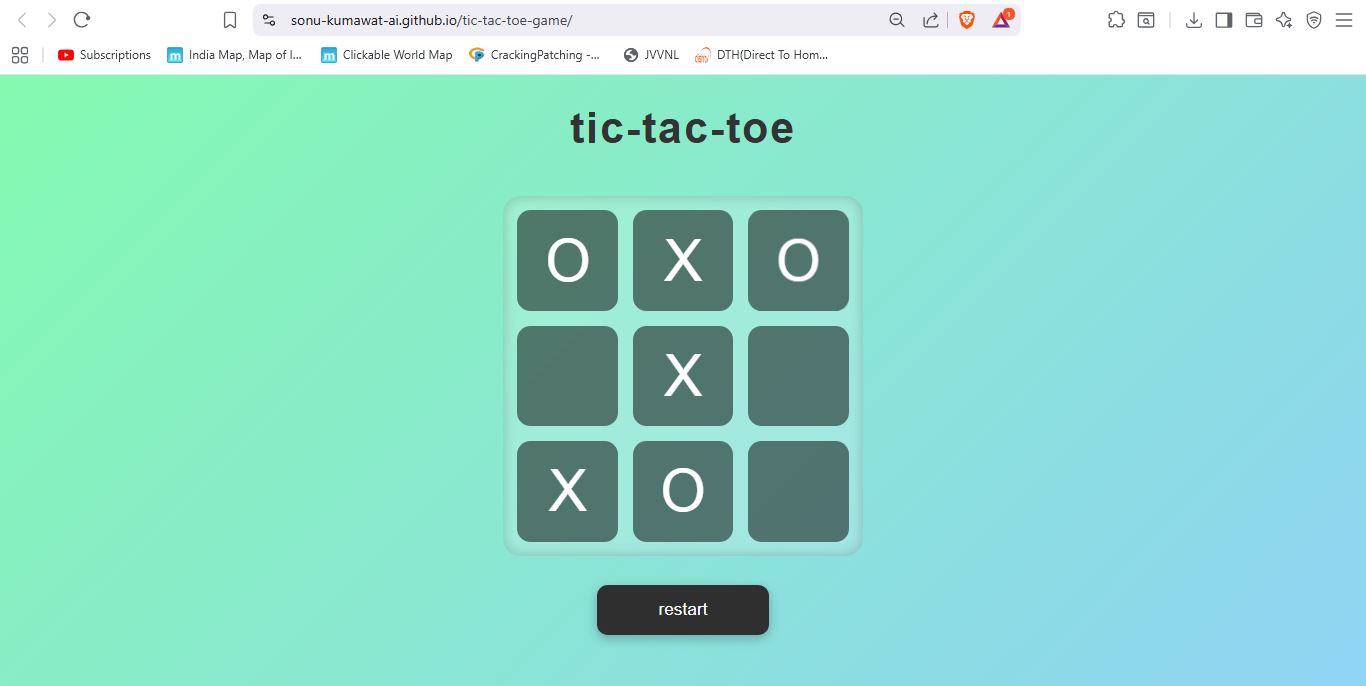 sonu-kumawat-ai.github.io/tic-tac-toe-game/
1
Subscriptions India Map, Map of I... Clickable World Map CrackingPatching -... JVVNL DTH(Direct To Hom...
tic-tac-toe
O X O
X
X O
restart